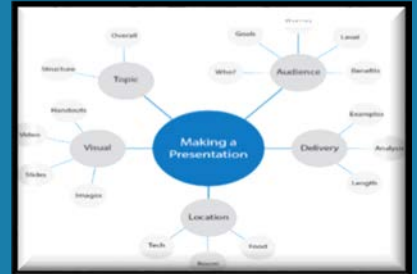 Overall
Structure
Topic
Goals
Level
Who?
Benefits
Audience
Handouts
Video
Visual
Slides
Images
Making a
Presentation
Examples
Delivery
Analysis
Length
Location
Tech
Food
Room